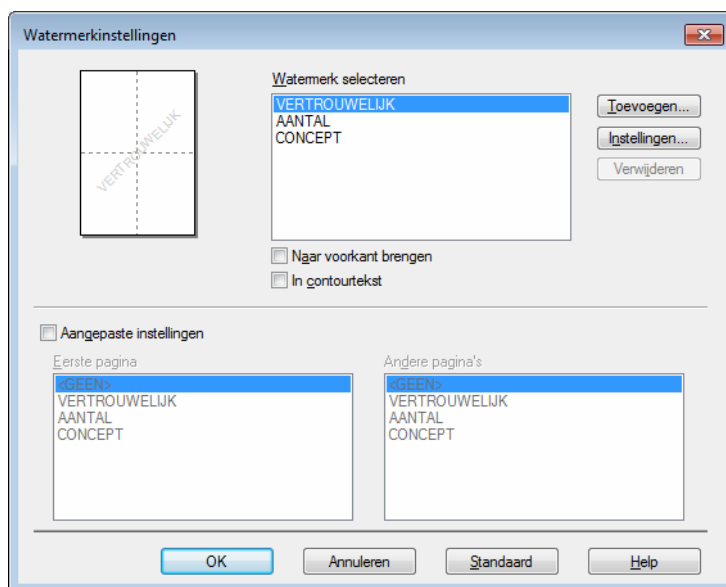 Watermerkinstellingen
Watermerk selecteren
VERTROUWELIJK
VERTROUWELIJK
AANTAL
CONCEPT
Toevoegen...
Instellingen...
Verwijderen
Naar voorkant brengen
In contourtekst
Aangepaste instellingen
Eerste pagina
<GEEN>
VERTROUWELIJK
AANTAL
CONCEPT
Andere pagina's
<GEEN>
VERTROUWELIJK
AANTAL
CONCEPT
OK
Annuleren
Standaard
Help